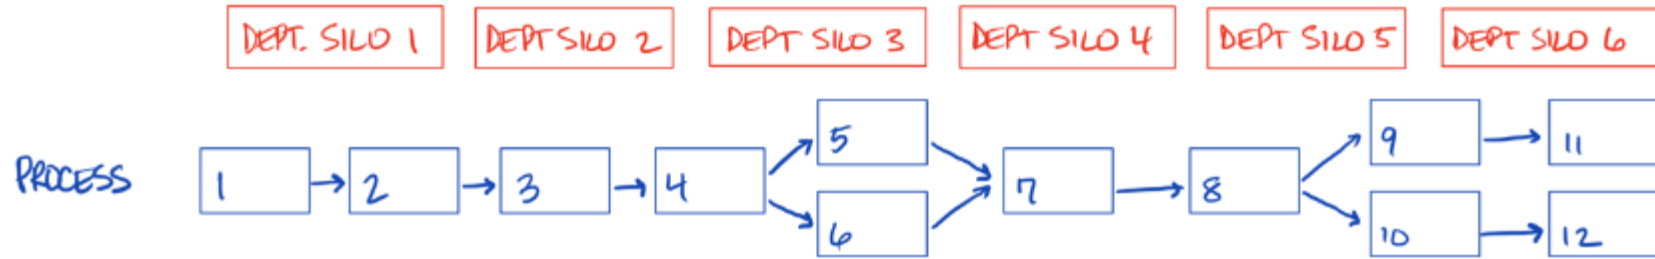 DEPT. SILO 1
DEPT SILO 2
DEPT SILO 3
DEPT SILO 4
DEPT SILO 5
DEPT SILO 6
PROCESS
1
2
3
4
5
6
7
8
9
10
11
12